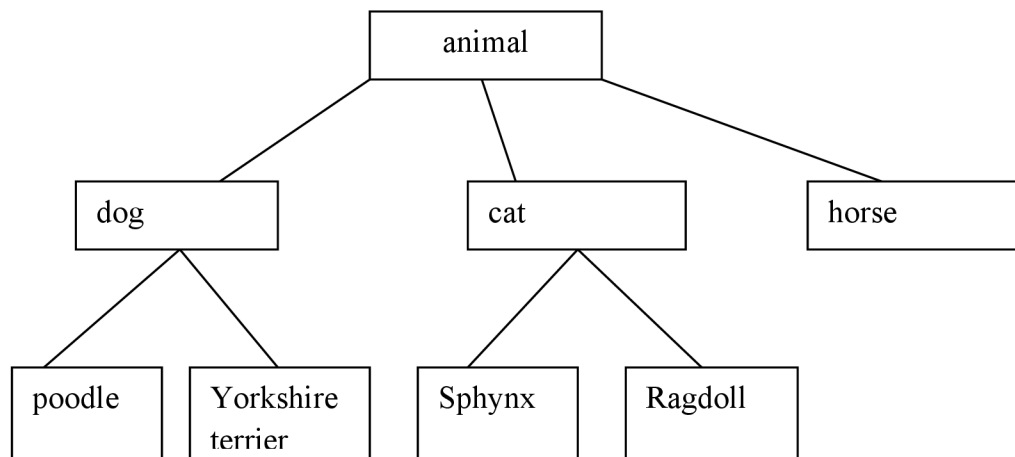 animal
dog
cat
horse
poodle
Yorkshire
terrier
Sphynx
Ragdoll